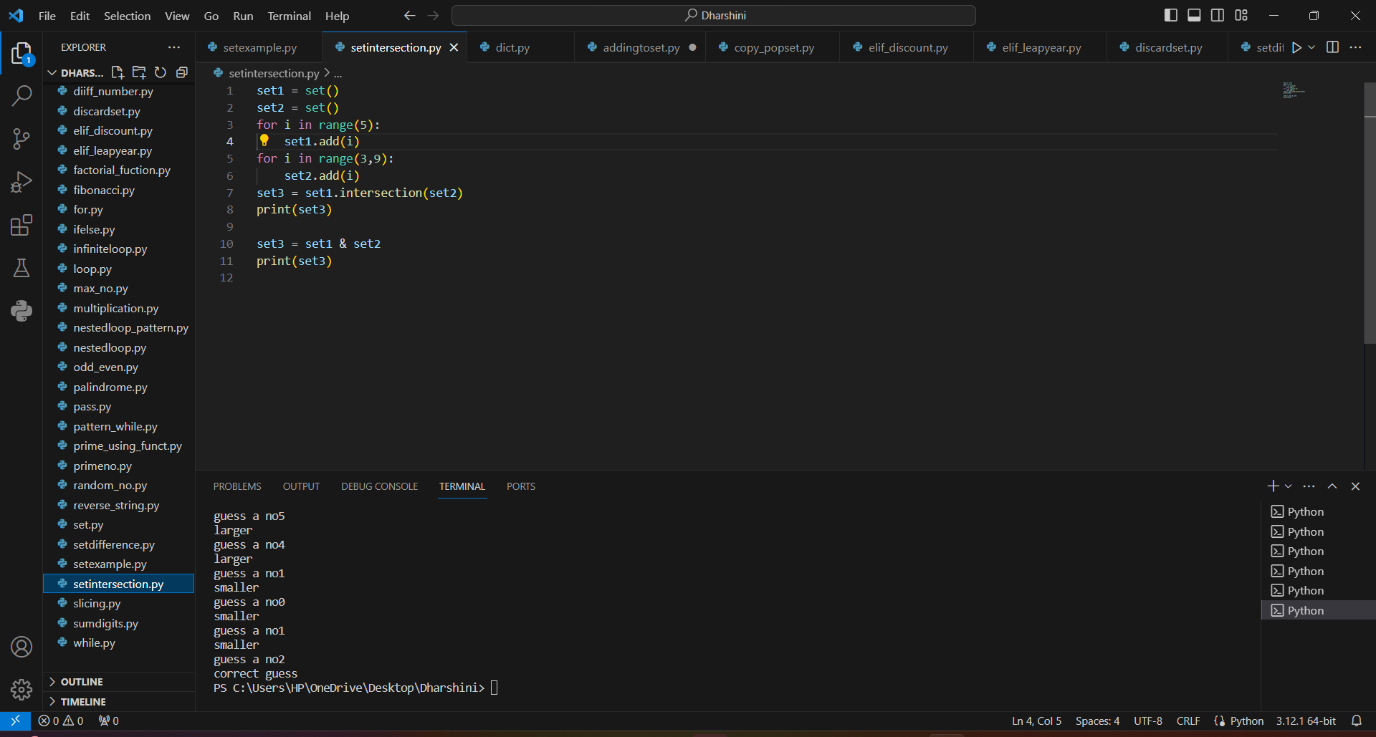 File Edit Selection View Go Run Terminal Help
Dharshini
EXPLORER
setexample.py setintersection.py dict.py addingtoset.py copy_popset.py elif_discount.py elif_leapyear.py discardset.py setdif
1
DHARS...
setintersection.py > ...
diiff_number.py
discardset.py
elif_discount.py
elif_leapyear.py
factorial_fuction.py
fibonacci.py
for.py
ifelse.py
infiniteloop.py
loop.py
max_no.py
multiplication.py
nestedloop_pattern.py
nestedloop.py
odd_even.py
palindrome.py
pass.py
pattern_while.py
prime_using_funct.py
primeno.py
random_no.py
reverse_string.py
set.py
setdifference.py
setexample.py
setintersection.py
slicing.py
sumdigits.py
while.py
OUTLINE
TIMELINE
1 set1 = set()
2 set2 = set()
3 for i in range(5):
4 set1.add(i)
5 for i in range(3,9):
6 set2.add(i)
7 set3 = set1.intersection(set2)
8 print(set3)
9
10 set3 = set1 & set2
11 print(set3)
12
PROBLEMS OUTPUT DEBUG CONSOLE TERMINAL PORTS
guess a no5
larger
guess a no4
larger
guess a no1
smaller
guess a no0
smaller
guess a no1
smaller
guess a no2
correct guess
PS C:\Users\HP\OneDrive\Desktop\Dharshini>
Python
Python
Python
Python
Python
Python
0 0 0
Ln 4, Col 5 Spaces: 4 UTF-8 CRLF Python 3.12.1 64-bit